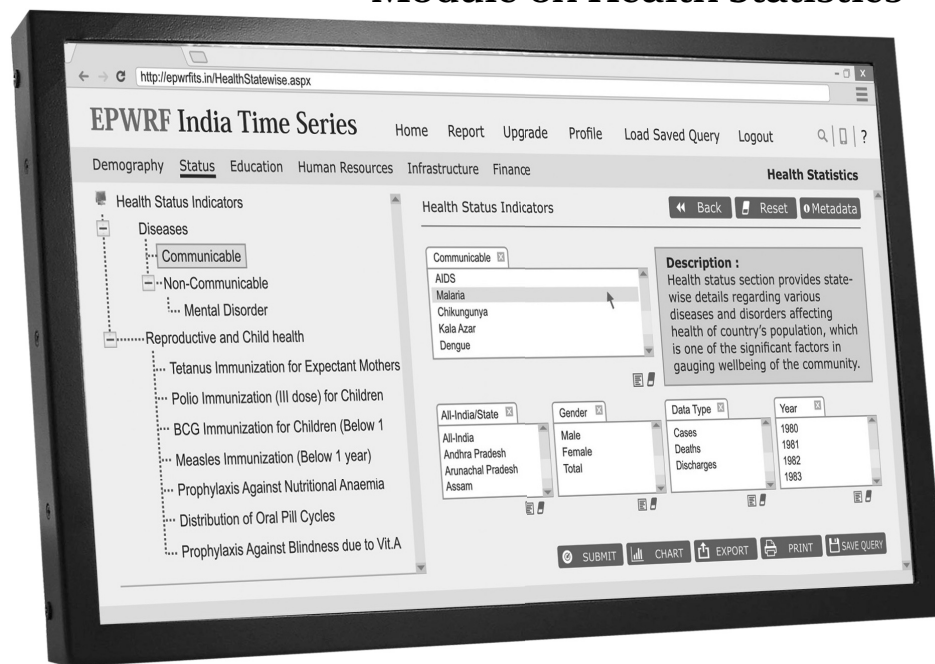 Module on Health Statistics
http://epwrfits.in/HealthStatewise.aspx
EPWRF India Time Series
Home Report Upgrade Profile Load Saved Query Logout ?
Demography Status Education Human Resources Infrastructure Finance
Health Statistics
Health Status Indicators
Diseases
Communicable
Non-Communicable
Mental Disorder
Reproductive and Child health
Tetanus Immunization for Expectant Mothers
Polio Immunization (III dose) for Children
BCG Immunization for Children (Below 1
Measles Immunization (Below 1 year)
Prophylaxis Against Nutritional Anaemia
Distribution of Oral Pill Cycles
Prophylaxis Against Blindness due to Vit.A
Health Status Indicators
Back Reset Metadata
Communicable
AIDS
Malaria
Chikungunya
Kala Azar
Dengue
Description :
Health status section provides state-
wise details regarding various
diseases and disorders affecting
health of country's population, which
is one of the significant factors in
gauging wellbeing of the community.
All-India/State
All-India
Andhra Pradesh
Arunachal Pradesh
Assam
Gender
Male
Female
Total
Data Type
Cases
Deaths
Discharges
Year
1980
1981
1982
1983
SUBMIT CHART EXPORT PRINT SAVE QUERY